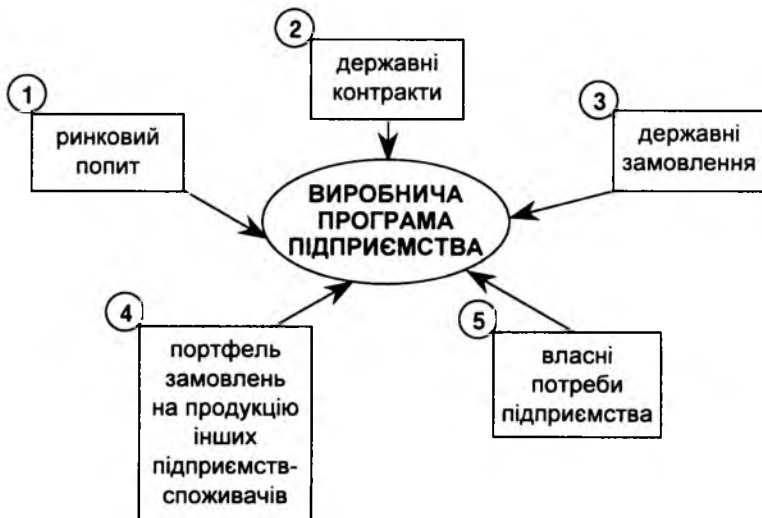 1
ринковий
попит
2
державні
контракти
3
державні
замовлення
ВИРОБНИЧА
ПРОГРАМА
ПІДПРИЄМСТВА
4
портфель
замовлень
на продукцію
інших
підприємств-
споживачів
5
власні
потреби
підприємства